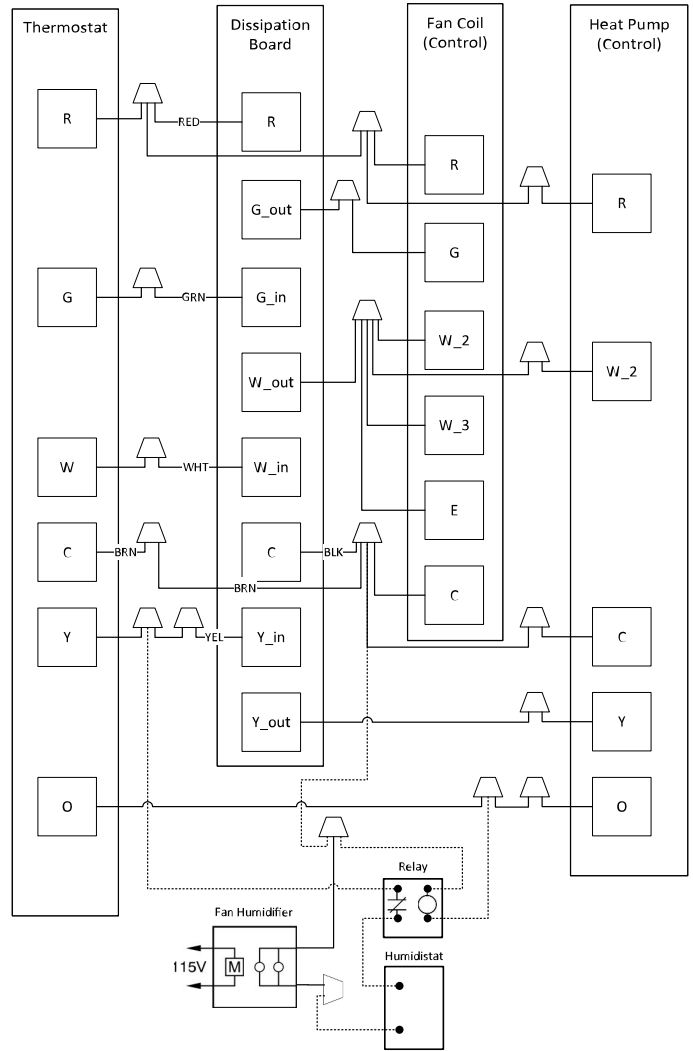 Thermostat
Dissipation
Board
Fan Coil
(Control)
Heat Pump
(Control)
R
RED
R
R
R
G_out
G
G
GRN
G_in
W_2
W_2
W_out
W_3
W
WHT
W_in
E
C
BRN
C
BLK
BRN
C
Y
YEL
Y_in
C
Y_out
Y
O
O
Relay
Fan Humidifier
115V
M
Humidistat